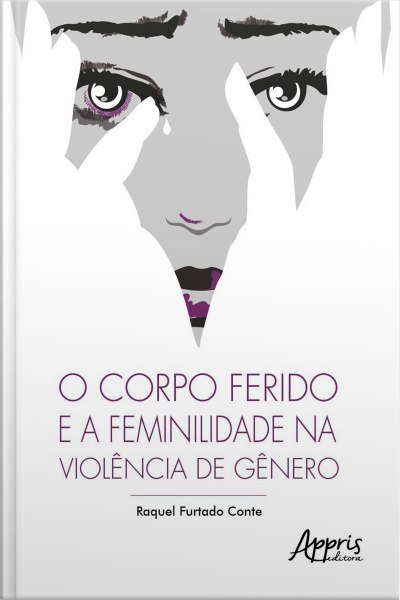 O CORPO FERIDO
E A FEMINILIDADE NA
VIOLÊNCIA DE GÊNERO
Raquel Furtado Conte
Appris
editora